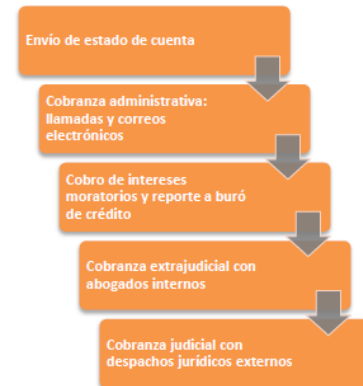 Envío de estado de cuenta
Cobranza administrativa:
llamadas y correos
electrónicos
Cobro de intereses
moratorios y reporte a buró
de crédito
Cobranza extrajudicial con
abogados internos
Cobranza judicial con
despachos jurídicos externos